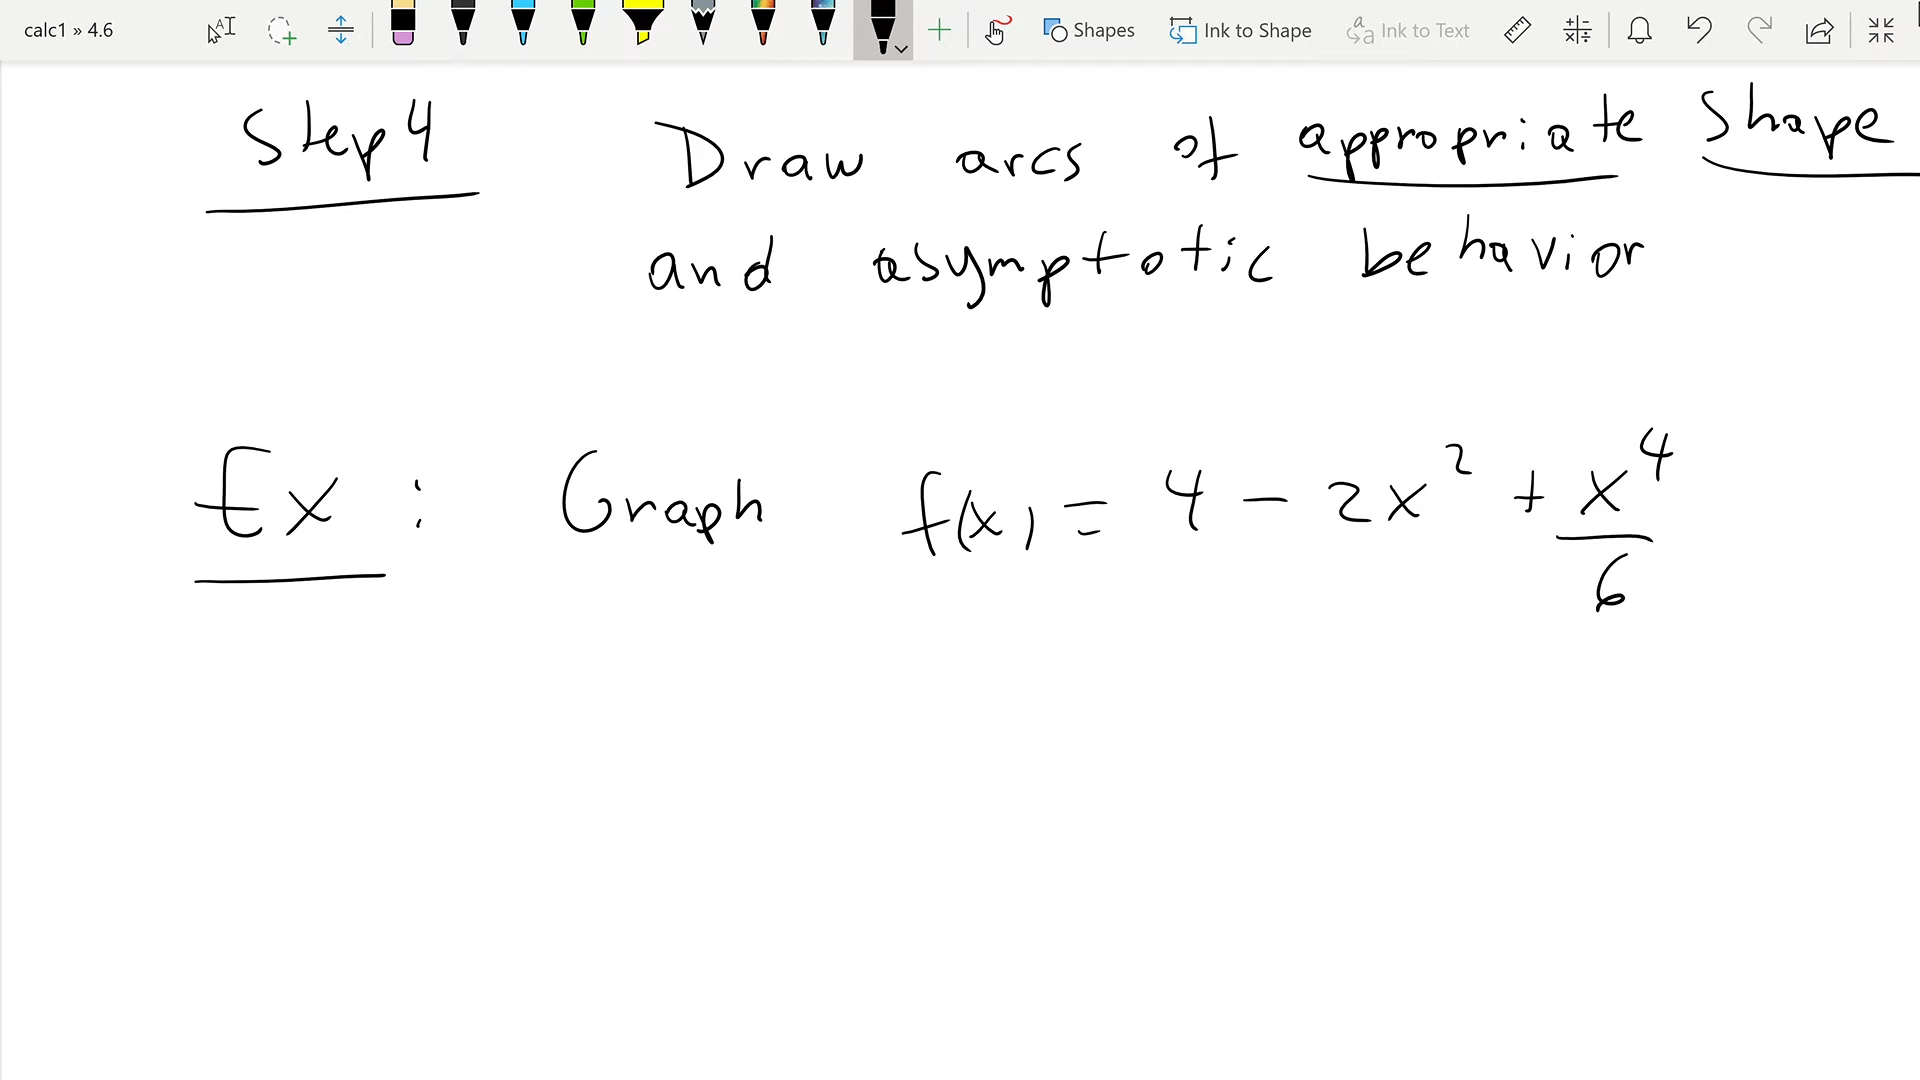 calc1 » 4.6 Shapes Ink to Shape Ink to Text
Step 4 Draw arcs of appropriate shape
and asymptotic behavior
Ex : Graph f(x) = 4 - 2x² + x⁴/6